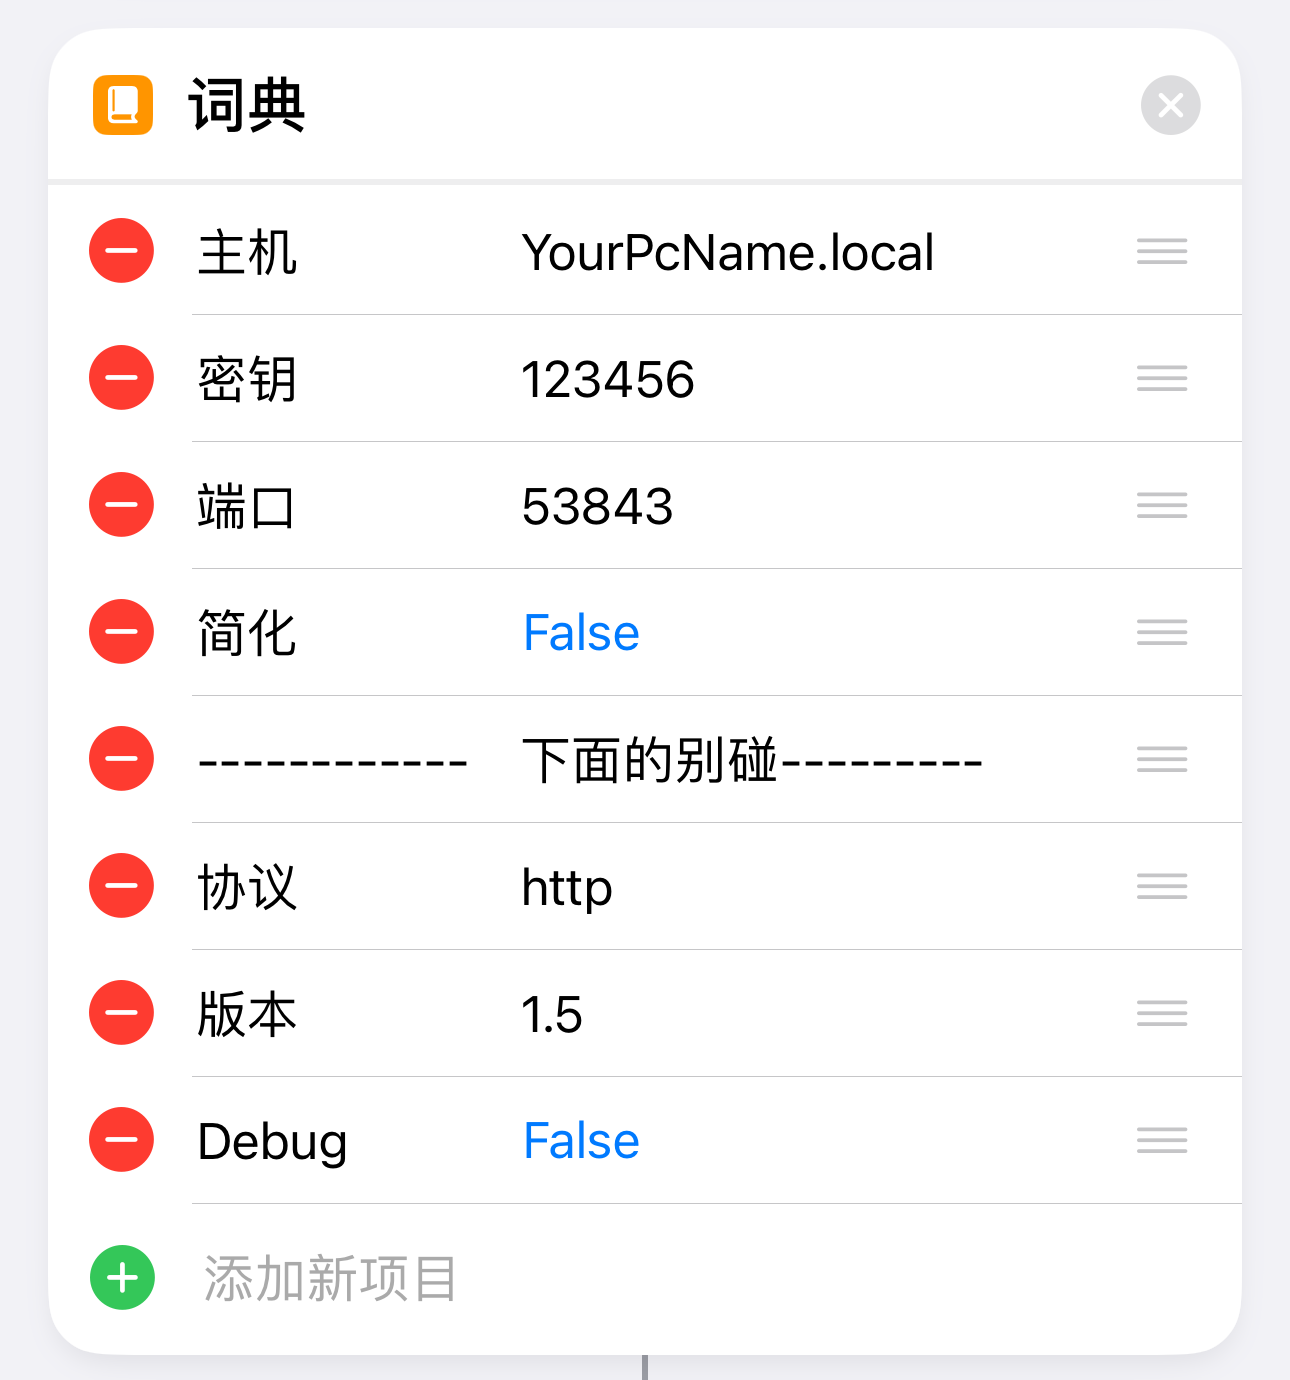 词典
主机 YourPcName.local
密钥 123456
端口 53843
简化 False
------------ 下面的别碰---------
协议 http
版本 1.5
Debug False
添加新项目